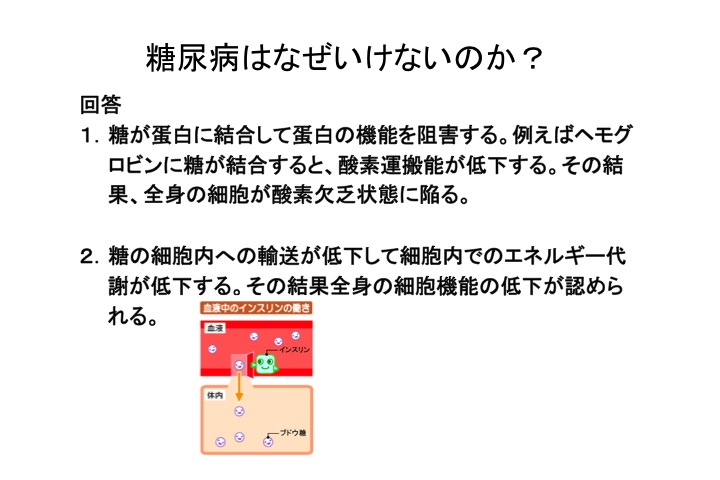 糖尿病はなぜいけないのか？
回答
１．糖が蛋白に結合して蛋白の機能を阻害する。例えばヘモグ
ロビンに糖が結合すると、酸素運搬能が低下する。その結
果、全身の細胞が酸素欠乏状態に陥る。
２．糖の細胞内への輸送が低下して細胞内でのエネルギー代
謝が低下する。その結果全身の細胞機能の低下が認めら
れる。
血液中のインスリンの働き
血液
インスリン
体内
ブドウ糖